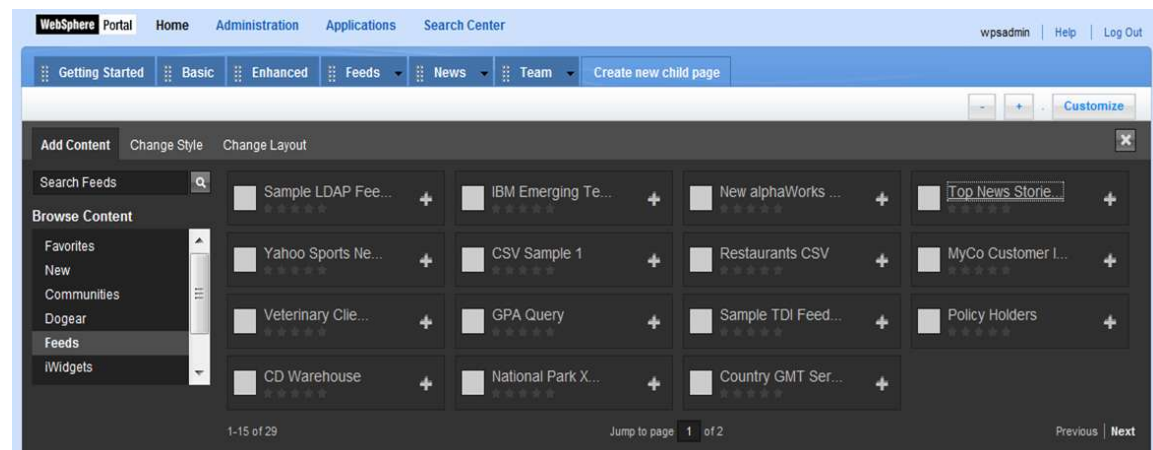 WebSphere Portal Home Administration Applications Search Center
wpsadmin | Help | Log Out
Getting Started Basic Enhanced Feeds News Team Create new child page
- + . Customize
Add Content Change Style Change Layout
Search Feeds
Browse Content
Favorites
New
Communities
Dogear
Feeds
iWidgets
Sample LDAP Fee... IBM Emerging Te... New alphaWorks ... Top News Storie...
Yahoo Sports Ne... CSV Sample 1 Restaurants CSV MyCo Customer I...
Veterinary Clie... GPA Query Sample TDI Feed... Policy Holders
CD Warehouse National Park X... Country GMT Ser...
1-15 of 29 Jump to page 1 of 2 Previous | Next